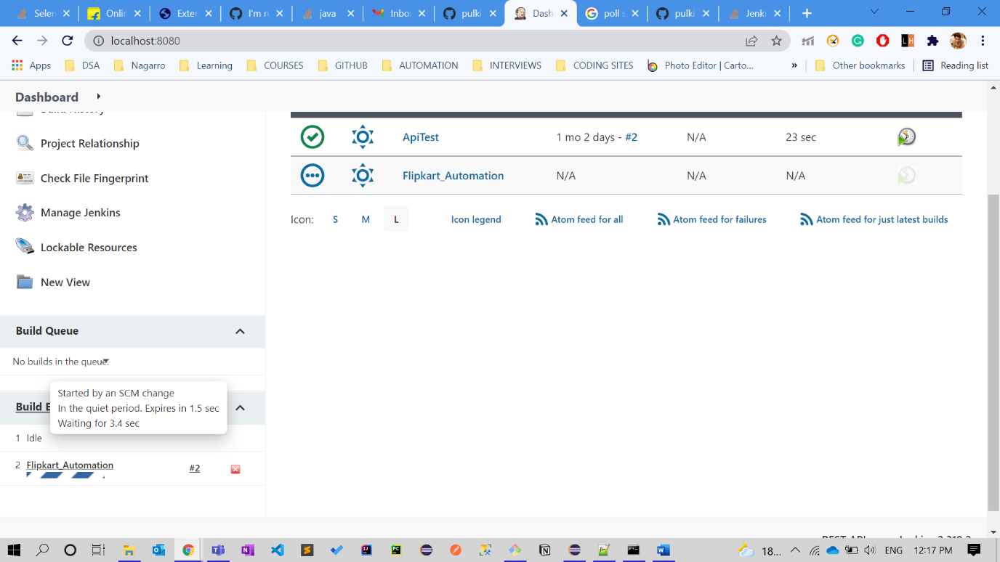 Selen
Onlin
Exter
I'm ru
java
Inbox
pulki
Dash
poll s
pulki
Jenki
localhost:8080
Apps
DSA
Nagarro
Learning
COURSES
GITHUB
AUTOMATION
INTERVIEWS
CODING SITES
Photo Editor | Carto...
»
Other bookmarks
Reading list
Dashboard
Build History
Project Relationship
Check File Fingerprint
Manage Jenkins
Lockable Resources
New View
ApiTest 1 mo 2 days - #2 N/A 23 sec
Flipkart_Automation N/A N/A N/A
Icon: S M L Icon legend Atom feed for all Atom feed for failures Atom feed for just latest builds
Build Queue
No builds in the queue.
Started by an SCM change
In the quiet period. Expires in 1.5 sec
Waiting for 3.4 sec
Build E
1 Idle
2 Flipkart_Automation #2
REST API
18... ENG 12:17 PM